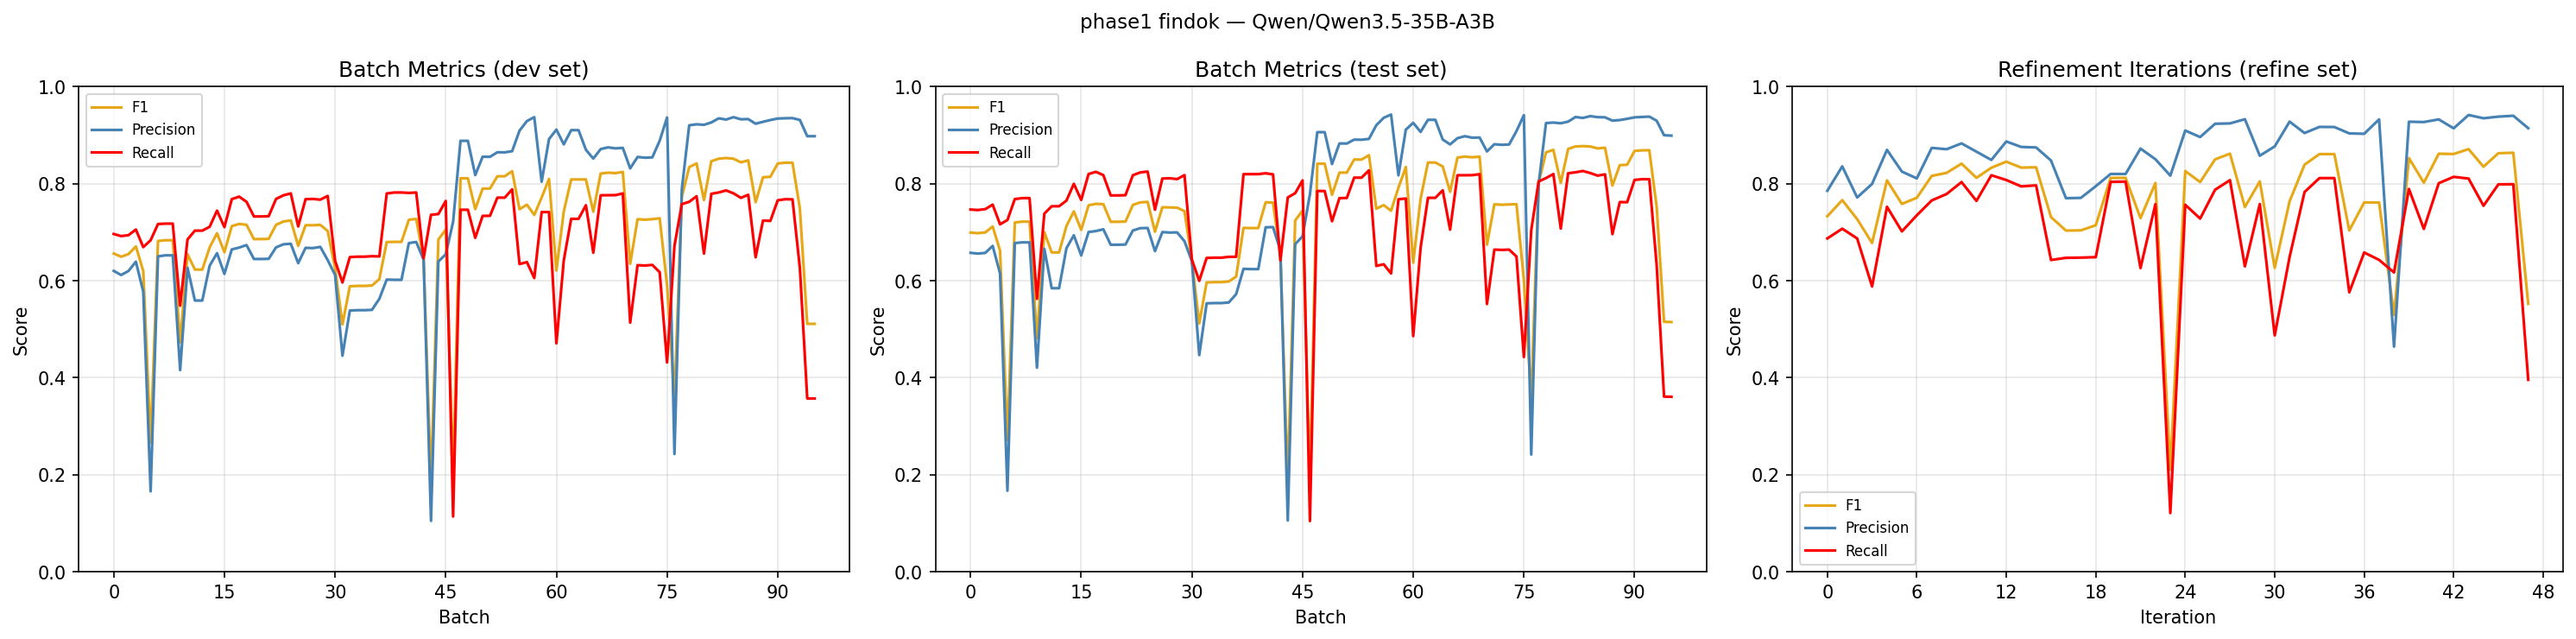 phase1 findok — Qwen/Qwen3.5-35B-A3B
Batch Metrics (dev set)
F1
Precision
Recall
Score
1.0
0.8
0.6
0.4
0.2
0.0
0 15 30 45 60 75 90
Batch
Batch Metrics (test set)
F1
Precision
Recall
Score
1.0
0.8
0.6
0.4
0.2
0.0
0 15 30 45 60 75 90
Batch
Refinement Iterations (refine set)
F1
Precision
Recall
Score
1.0
0.8
0.6
0.4
0.2
0.0
0 6 12 18 24 30 36 42 48
Iteration